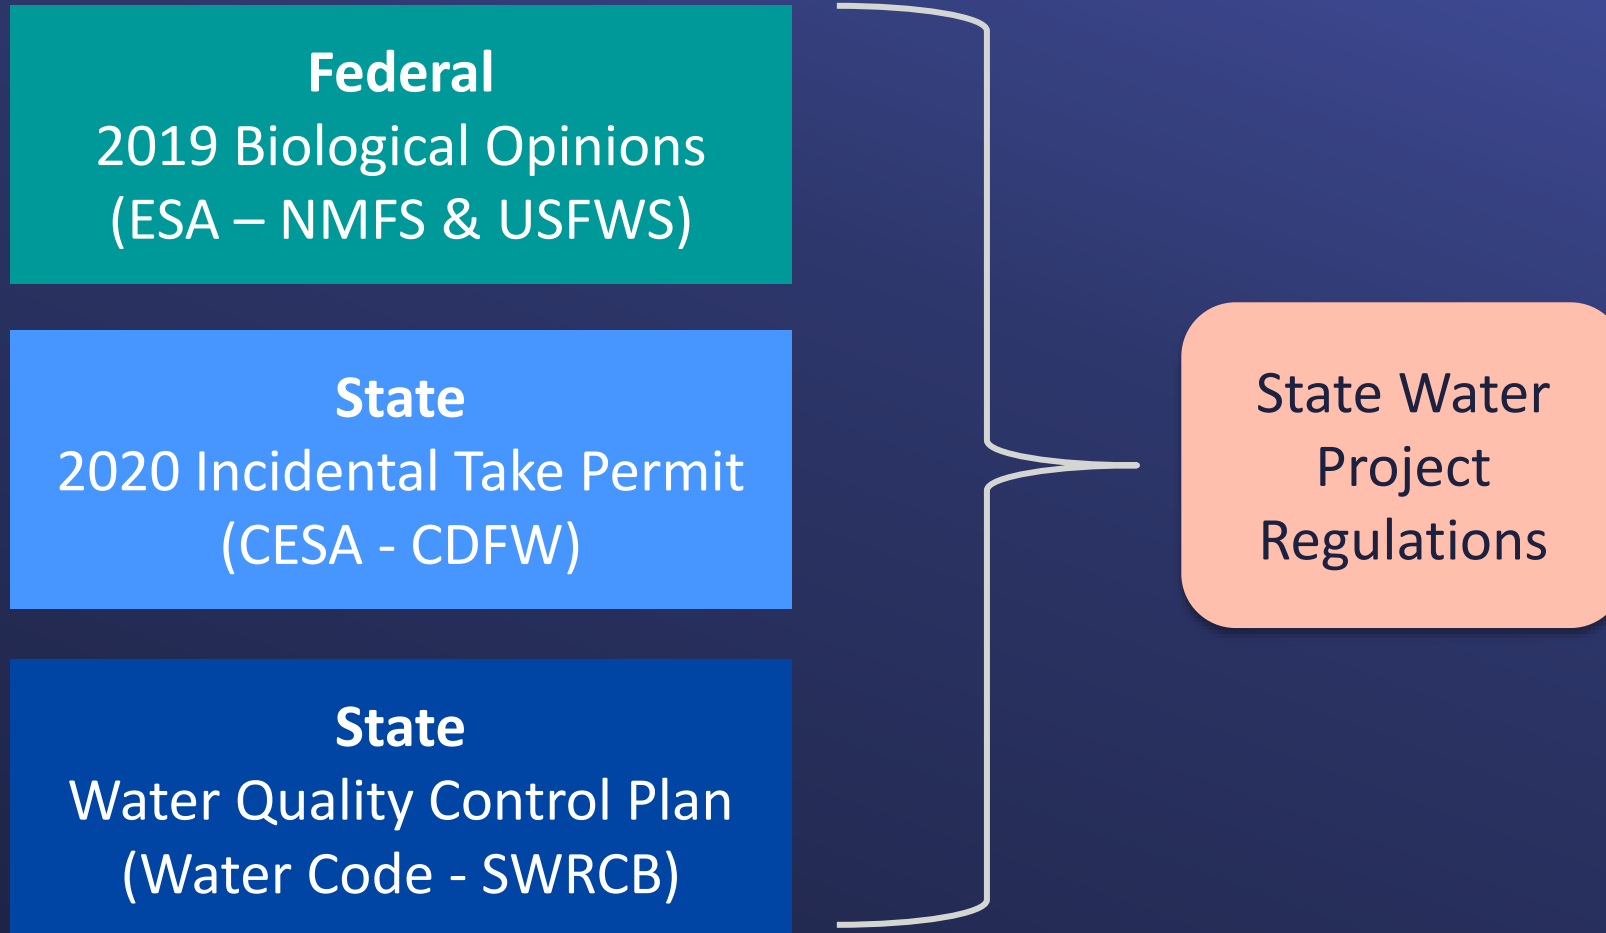 Federal
2019 Biological Opinions
(ESA – NMFS & USFWS)
State
2020 Incidental Take Permit
(CESA - CDFW)
State
Water Quality Control Plan
(Water Code - SWRCB)
State Water
Project
Regulations